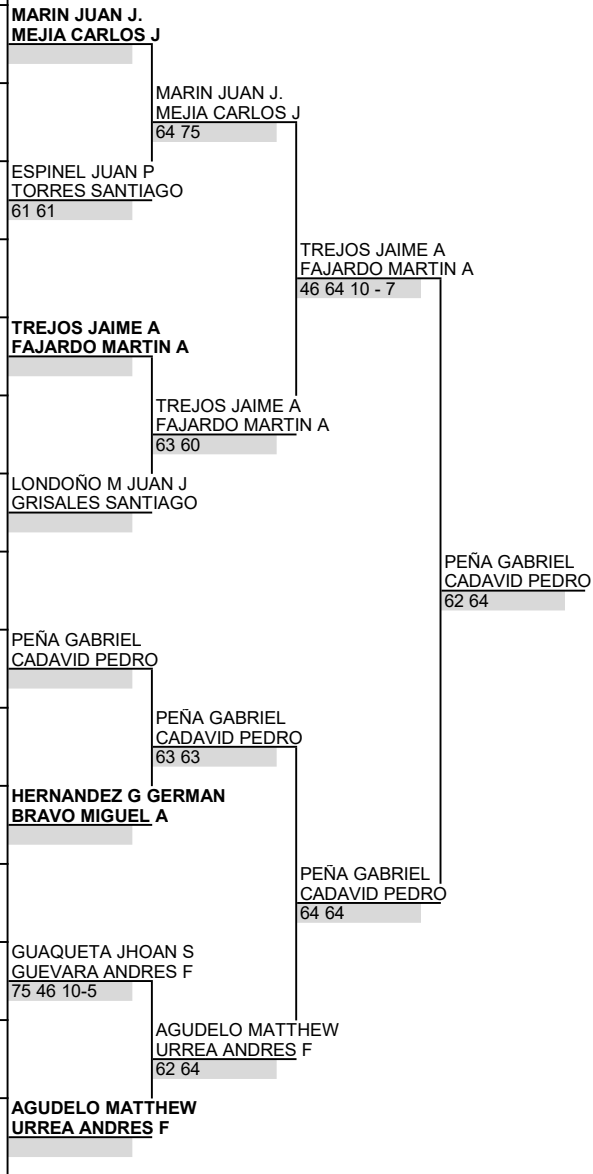 MARIN JUAN J.
MEJIA CARLOS J
MARIN JUAN J.
MEJIA CARLOS J
64 75
ESPINEL JUAN P
TORRES SANTIAGO
61 61
TREJOS JAIME A
FAJARDO MARTIN A
46 64 10 - 7
TREJOS JAIME A
FAJARDO MARTIN A
TREJOS JAIME A
FAJARDO MARTIN A
63 60
LONDOÑO M JUAN J
GRISALES SANTIAGO
PEÑA GABRIEL
CADAVID PEDRO
62 64
PEÑA GABRIEL
CADAVID PEDRO
PEÑA GABRIEL
CADAVID PEDRO
63 63
HERNANDEZ G GERMAN
BRAVO MIGUEL A
PEÑA GABRIEL
CADAVID PEDRO
64 64
GUAQUETA JHOAN S
GUEVARA ANDRES F
75 46 10-5
AGUDELO MATTHEW
URREA ANDRES F
62 64
AGUDELO MATTHEW
URREA ANDRES F